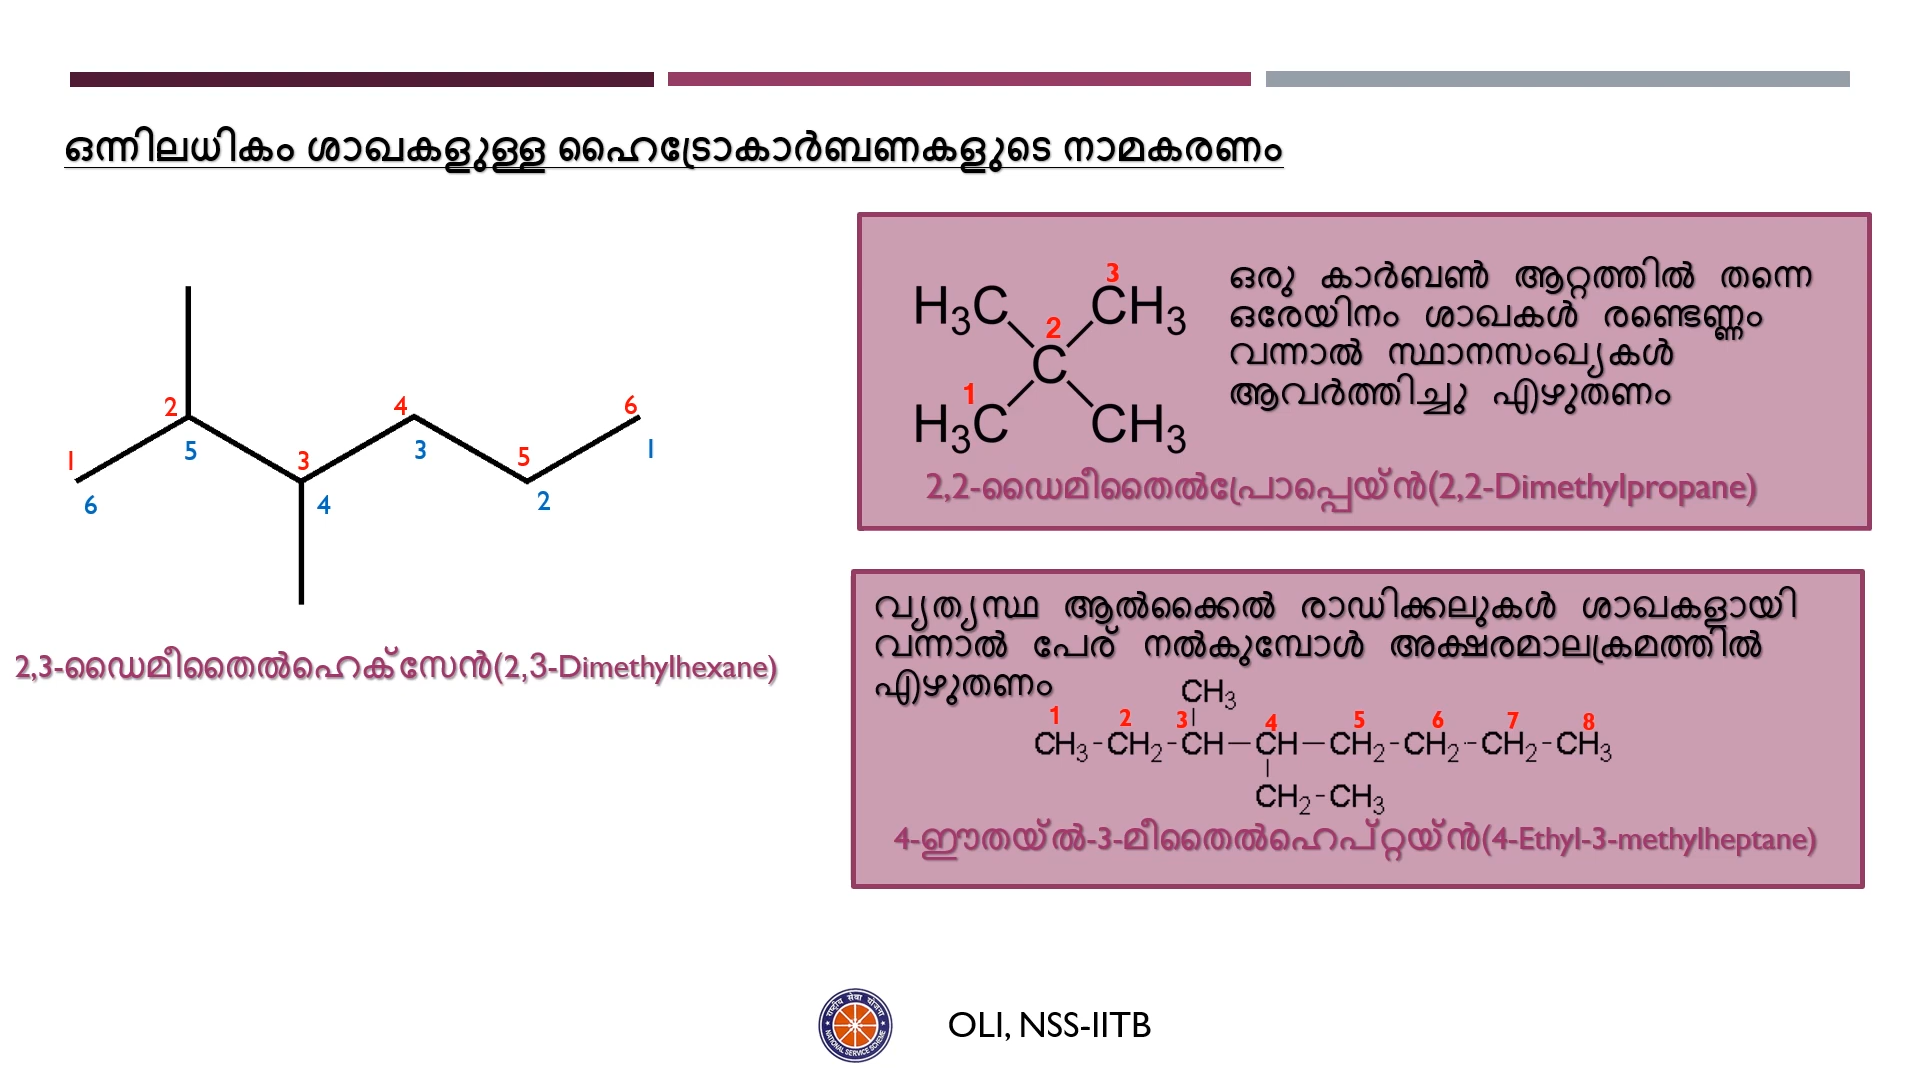 ഒന്നിലധികം ശാഖകളുള്ള ഹൈഡ്രോകാർബണകളുടെ നാമകരണം
2 4 6
5 3 1
1 3 5
6 4 2
2,3-ഡൈമീതൈൽഹെക്സേൻ(2,3-Dimethylhexane)
3
H₃C CH₃
2
C
1
H₃C CH₃
ഒരു കാർബൺ ആറ്റത്തിൽ തന്നെ
ഒരേയിനം ശാഖകൾ രണ്ടെണ്ണം
വന്നാൽ സ്ഥാനസംഖ്യകൾ
ആവർത്തിച്ചു എഴുതണം
2,2-ഡൈമീതൈൽപ്രൊപ്പെയ്ൻ(2,2-Dimethylpropane)
വ്യത്യസ്ഥ ആൽക്കൈൽ രാഡിക്കലുകൾ ശാഖകളായി
വന്നാൽ പേര് നൽകുമ്പോൾ അക്ഷരമാലക്രമത്തിൽ
എഴുതണം
CH₃
1 2 3 4 5 6 7 8
CH₃-CH₂-CH—CH—CH₂-CH₂-CH₂-CH₃
CH₂-CH₃
4-ഈതയ്ൽ-3-മീതൈൽഹെപ്റ്റയ്ൻ(4-Ethyl-3-methylheptane)
राष्ट्रीय सेवा योजना
NATIONAL SERVICE SCHEME
OLI, NSS-IITB